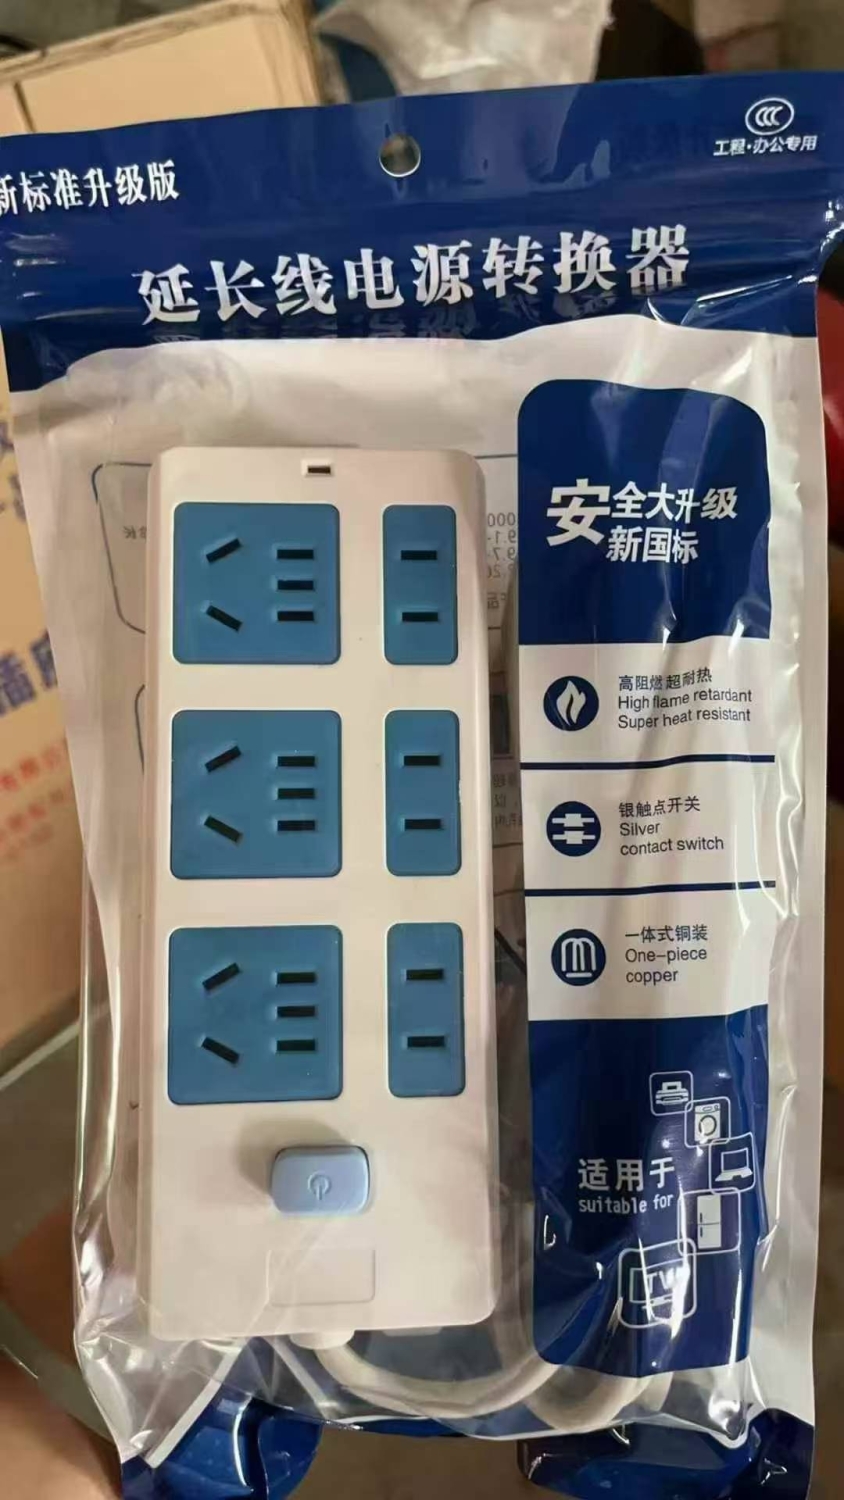 CCC
工程·办公专用
新标准升级版
延长线电源转换器
安全大升级
新国标
高阻燃超耐热
High flame retardant
Super heat resistant
银触点开关
Silver
contact switch
一体式铜装
One-piece
copper
适用于
suitable for
TV